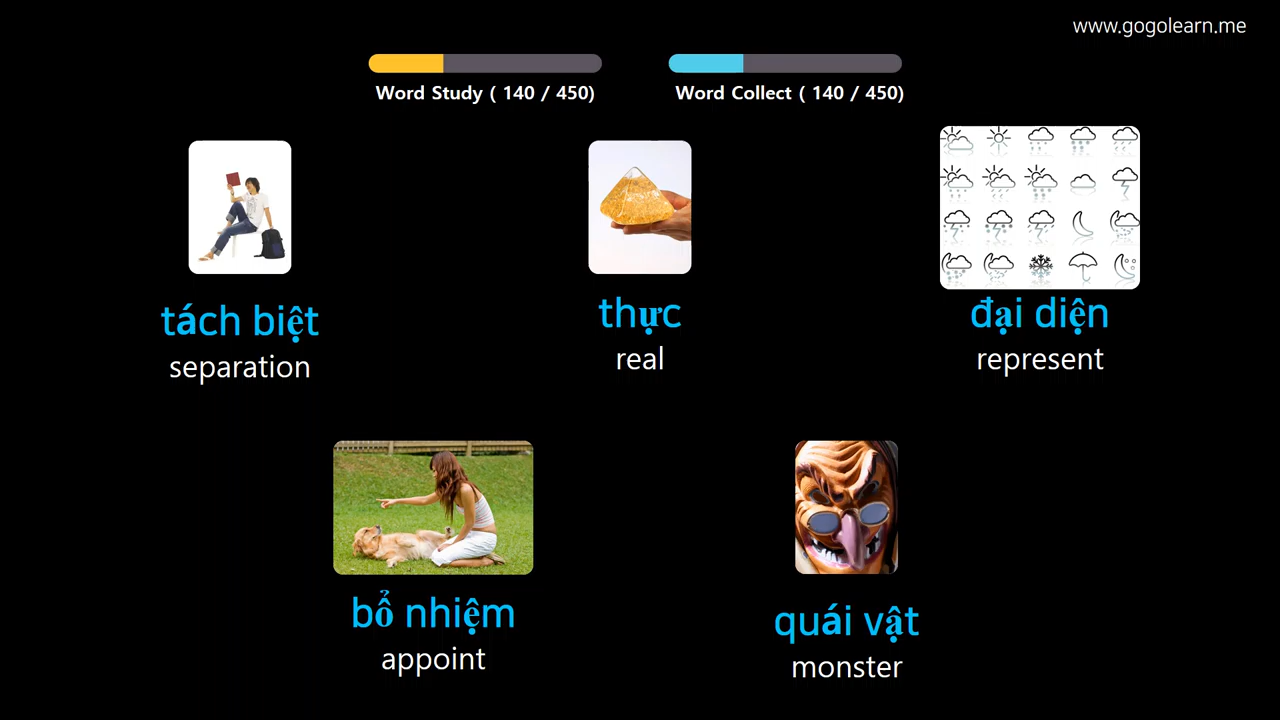 www.gogolearn.me
Word Study ( 140 / 450)
Word Collect ( 140 / 450)
tách biệt
separation
thực
real
đại diện
represent
bổ nhiệm
appoint
quái vật
monster